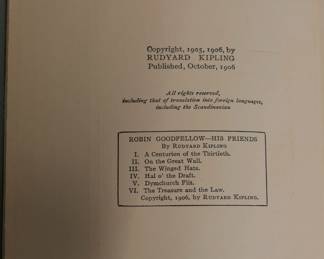 Copyright, 1905, 1906, by
RUDYARD KIPLING
Published, October, 1906
All rights reserved,
including that of translation into foreign languages,
including the Scandinavian
ROBIN GOODFELLOW—HIS FRIENDS
By RUDYARD KIPLING
I. A Centurion of the Thirtieth.
II. On the Great Wall.
III. The Winged Hats.
IV. Hal o' the Draft.
V. Dymchurch Flit.
VI. The Treasure and the Law.
Copyright, 1906, by RUDYARD KIPLING.